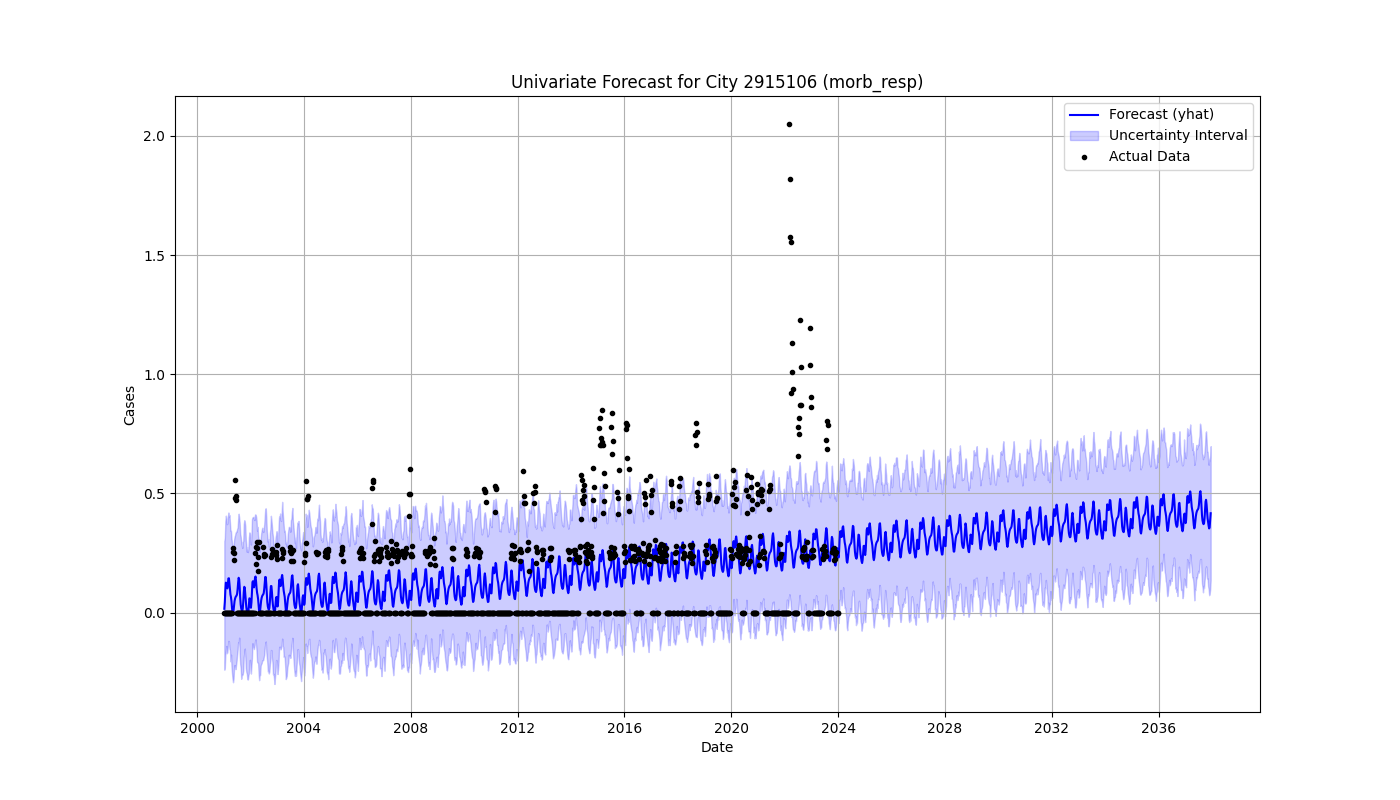 Univariate Forecast for City 2915106 (morb_resp)
Forecast (yhat)
Uncertainty Interval
Actual Data
2.0
1.5
1.0
0.5
0.0
Cases
2000 2004 2008 2012 2016 2020 2024 2028 2032 2036
Date